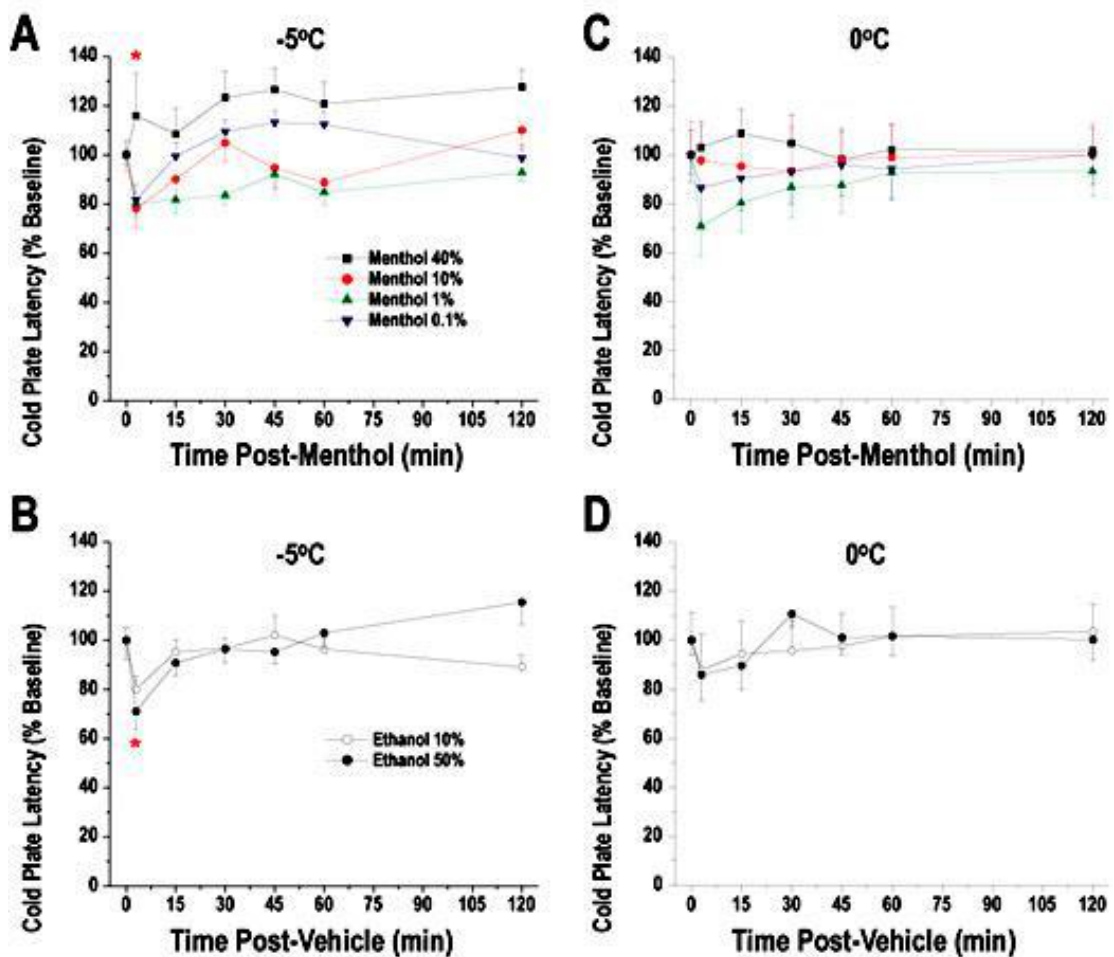 A
-5°C
Cold Plate Latency (% Baseline)
140
120
100
80
60
40
20
0
Menthol 40%
Menthol 10%
Menthol 1%
Menthol 0.1%
0 15 30 45 60 75 90 105 120
Time Post-Menthol (min)
C
0°C
Cold Plate Latency (% Baseline)
140
120
100
80
60
40
20
0
0 15 30 45 60 75 90 105 120
Time Post-Menthol (min)
B
-5°C
Cold Plate Latency (% Baseline)
140
120
100
80
60
40
20
0
Ethanol 10%
Ethanol 50%
0 15 30 45 60 75 90 105 120
Time Post-Vehicle (min)
D
0°C
Cold Plate Latency (% Baseline)
140
120
100
80
60
40
20
0
0 15 30 45 60 75 90 105 120
Time Post-Vehicle (min)